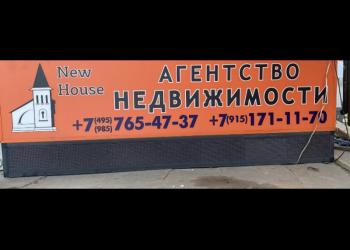 New House
АГЕНТСТВО
НЕДВИЖИМОСТИ
+7(495)(985)765-47-37 +7(915)171-11-70